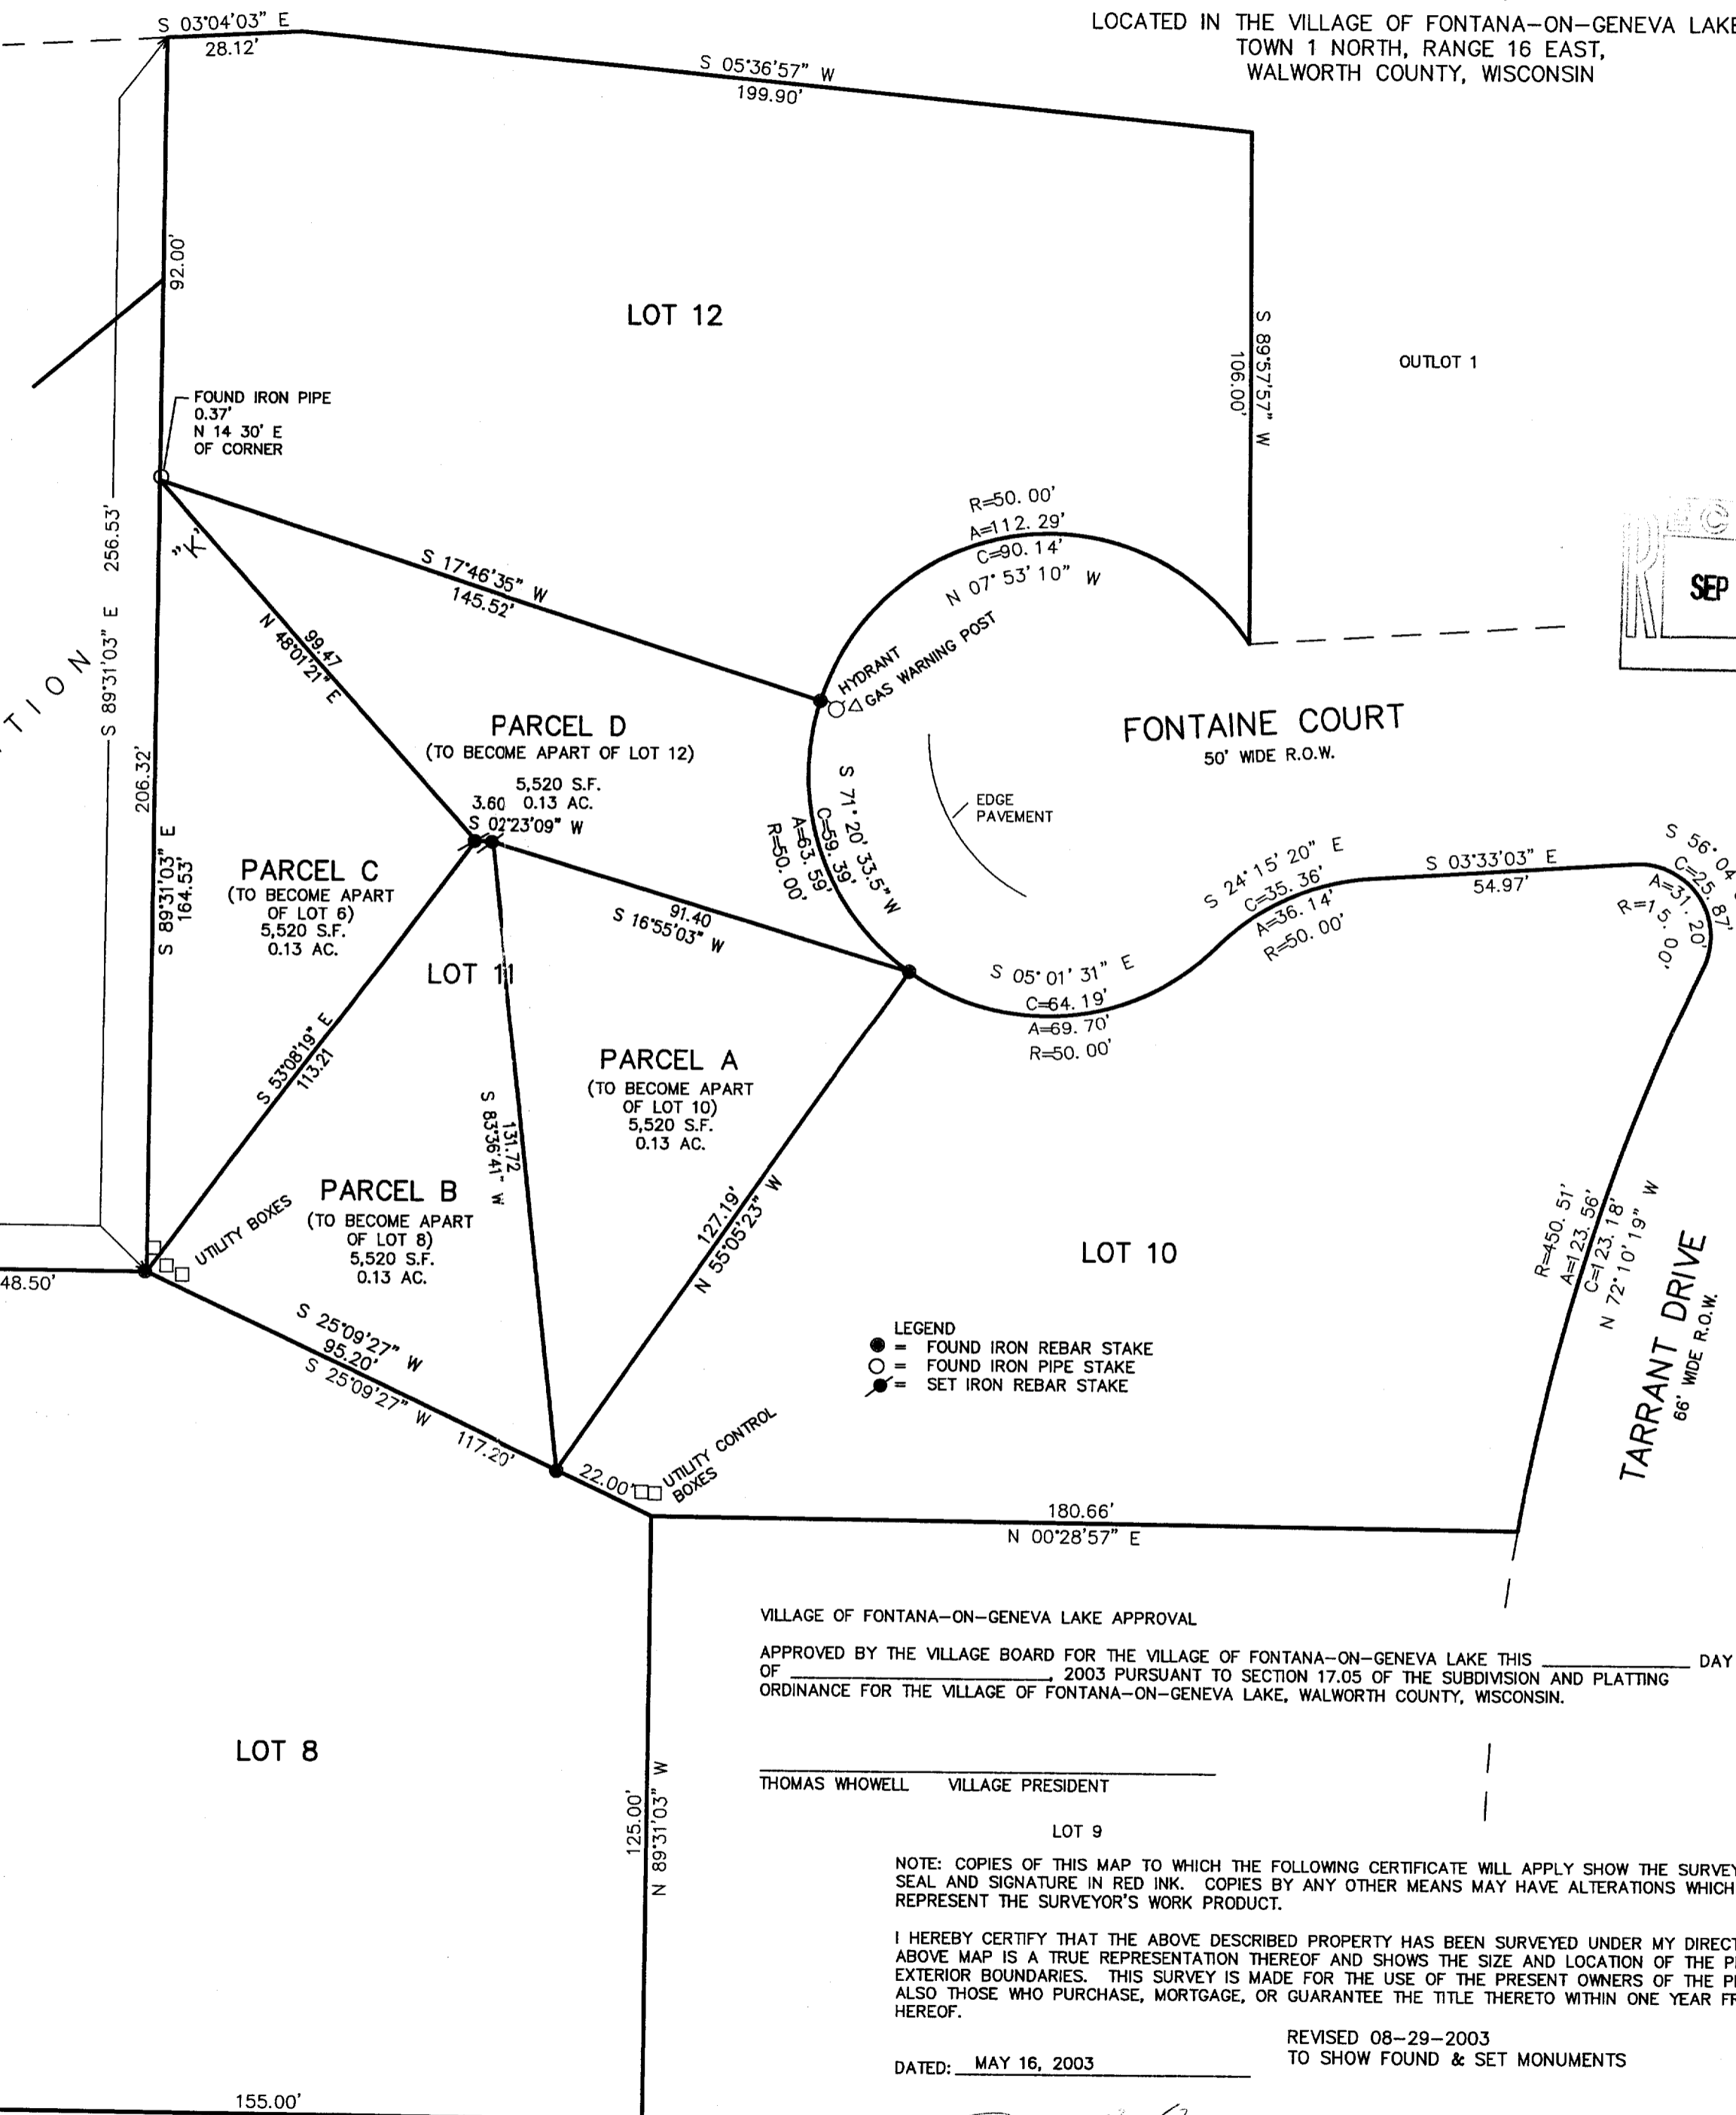 LOCATED IN THE VILLAGE OF FONTANA-ON-GENEVA LAKE
TOWN 1 NORTH, RANGE 16 EAST,
WALWORTH COUNTY, WISCONSIN
S 03°04'03" E
28.12'
S 05°36'57" W
199.90'
92.00'
LOT 12
S 89°57'57" W
106.00'
OUTLOT 1
FOUND IRON PIPE
0.37'
N 14 30' E
OF CORNER
"K"
S 89°31'03" E 256.53'
TION
S 17°46'35" W
145.52'
R=50.00'
A=112.29'
C=90.14'
N 07°53'10" W
SEP
99.47
N 48°01'21" E
HYDRANT
GAS WARNING POST
FONTAINE COURT
50' WIDE R.O.W.
PARCEL D
(TO BECOME APART OF LOT 12)
5,520 S.F.
3.60 0.13 AC.
S 02°23'09" W
206.32'
S 89°31'03" E
164.53'
EDGE
PAVEMENT
S 71°20'33.5" W
C=59.39'
A=63.59'
R=50.00'
PARCEL C
(TO BECOME APART
OF LOT 6)
5,520 S.F.
0.13 AC.
91.40
S 16°55'03" W
S 24°15'20" E
C=35.36'
A=36.14'
R=50.00'
S 03°33'03" E
54.97'
S 56°04
C=25.87'
A=31.20'
R=15.00'
LOT 11
S 05°01'31" E
C=64.19'
A=69.70'
R=50.00'
S 53°08'19" E
113.21
PARCEL A
(TO BECOME APART
OF LOT 10)
5,520 S.F.
0.13 AC.
131.72
S 83°36'41" W
PARCEL B
(TO BECOME APART
OF LOT 8)
5,520 S.F.
0.13 AC.
UTILITY BOXES
127.19'
N 55°05'23" W
LOT 10
R=450.51'
A=123.56'
C=123.18'
N 72°10'19" W
TARRANT DRIVE
66' WIDE R.O.W.
48.50'
S 25°09'27" W
95.20'
S 25°09'27" W
117.20'
LEGEND
= FOUND IRON REBAR STAKE
= FOUND IRON PIPE STAKE
= SET IRON REBAR STAKE
22.00'
UTILITY CONTROL
BOXES
180.66'
N 00°28'57" E
VILLAGE OF FONTANA-ON-GENEVA LAKE APPROVAL
APPROVED BY THE VILLAGE BOARD FOR THE VILLAGE OF FONTANA-ON-GENEVA LAKE THIS ____________ DAY
OF ____________________, 2003 PURSUANT TO SECTION 17.05 OF THE SUBDIVISION AND PLATTING
ORDINANCE FOR THE VILLAGE OF FONTANA-ON-GENEVA LAKE, WALWORTH COUNTY, WISCONSIN.
LOT 8
THOMAS WHOWELL VILLAGE PRESIDENT
125.00'
N 89°31'03" W
LOT 9
NOTE: COPIES OF THIS MAP TO WHICH THE FOLLOWING CERTIFICATE WILL APPLY SHOW THE SURVEY
SEAL AND SIGNATURE IN RED INK. COPIES BY ANY OTHER MEANS MAY HAVE ALTERATIONS WHICH
REPRESENT THE SURVEYOR'S WORK PRODUCT.
I HEREBY CERTIFY THAT THE ABOVE DESCRIBED PROPERTY HAS BEEN SURVEYED UNDER MY DIRECT
ABOVE MAP IS A TRUE REPRESENTATION THEREOF AND SHOWS THE SIZE AND LOCATION OF THE P
EXTERIOR BOUNDARIES. THIS SURVEY IS MADE FOR THE USE OF THE PRESENT OWNERS OF THE P
ALSO THOSE WHO PURCHASE, MORTGAGE, OR GUARANTEE THE TITLE THERETO WITHIN ONE YEAR FR
HEREOF.
REVISED 08-29-2003
TO SHOW FOUND & SET MONUMENTS
DATED: MAY 16, 2003
155.00'